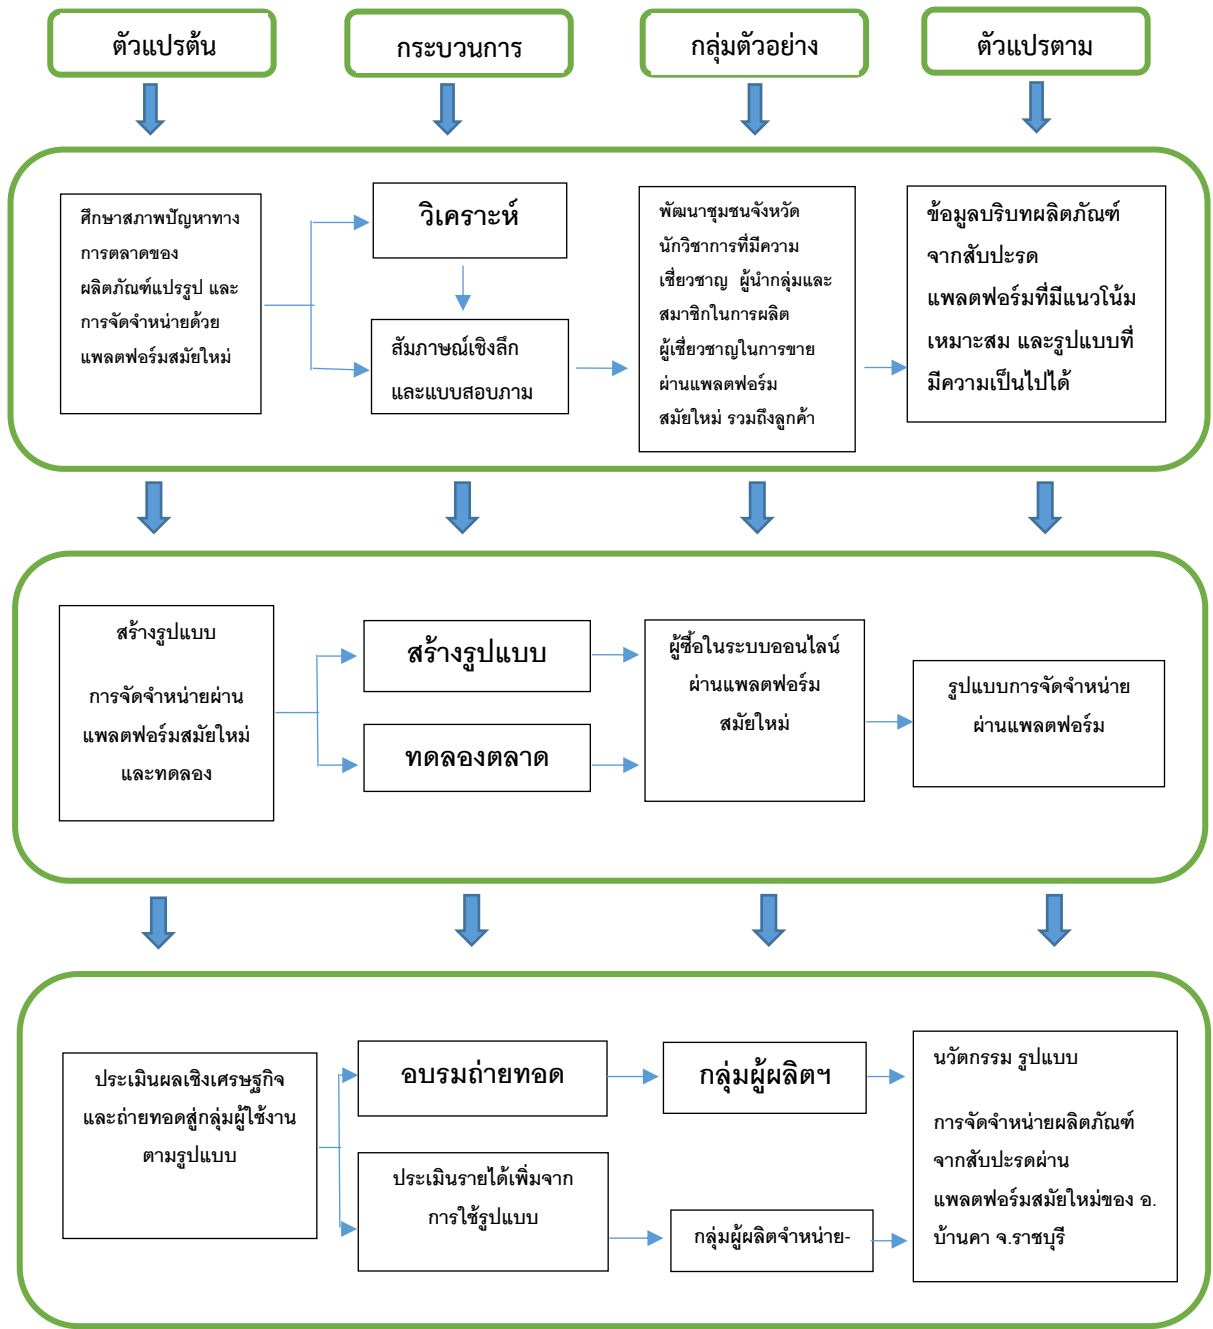 ตัวแปรต้น
กระบวนการ
กลุ่มตัวอย่าง
ตัวแปรตาม
ศึกษาสภาพปัญหาทาง
การตลาดของ
ผลิตภัณฑ์แปรรูป และ
การจัดจำหน่ายด้วย
แพลตฟอร์มสมัยใหม่
วิเคราะห์
สัมภาษณ์เชิงลึก
และแบบสอบภาม
พัฒนาชุมชนจังหวัด
นักวิชาการที่มีความ
เชี่ยวชาญ ผู้นำกลุ่มและ
สมาชิกในการผลิต
ผู้เชี่ยวชาญในการขาย
ผ่านแพลตฟอร์ม
สมัยใหม่ รวมถึงลูกค้า
ข้อมูลบริบทผลิตภัณฑ์
จากสับปะรด
แพลตฟอร์มที่มีแนวโน้ม
เหมาะสม และรูปแบบที่
มีความเป็นไปได้
สร้างรูปแบบ
การจัดจำหน่ายผ่าน
แพลตฟอร์มสมัยใหม่
และทดลอง
สร้างรูปแบบ
ทดลองตลาด
ผู้ซื้อในระบบออนไลน์
ผ่านแพลตฟอร์ม
สมัยใหม่
รูปแบบการจัดจำหน่าย
ผ่านแพลตฟอร์ม
ประเมินผลเชิงเศรษฐกิจ
และถ่ายทอดสู่กลุ่มผู้ใช้งาน
ตามรูปแบบ
อบรมถ่ายทอด
ประเมินรายได้เพิ่มจาก
การใช้รูปแบบ
กลุ่มผู้ผลิตฯ
กลุ่มผู้ผลิตจำหน่าย-
นวัตกรรม รูปแบบ
การจัดจำหน่ายผลิตภัณฑ์
จากสับปะรดผ่าน
แพลตฟอร์มสมัยใหม่ของ อ.
บ้านคา จ.ราชบุรี